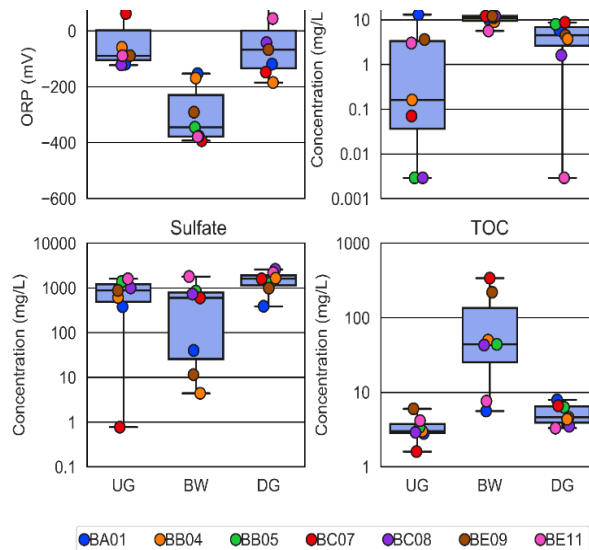 0
−200
−400
−600
ORP (mV)
10
1
0.1
0.01
0.001
Concentration (mg/L)
Sulfate
10000
1000
100
10
1
0.1
Concentration (mg/L)
UG BW DG
TOC
1000
100
10
1
Concentration (mg/L)
UG BW DG
BA01 BB04 BB05 BC07 BC08 BE09 BE11